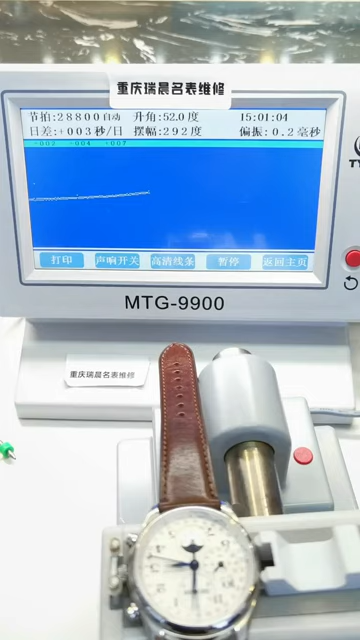 重庆瑞晨名表维修
节拍:28800自动 升角:52.0度 15:01:04
日差:+003秒/日 摆幅:292度 偏振:0.2毫秒
+003 +004 +007
打印 声响开关 高清线条 暂停 返回主页
MTG-9900
重庆瑞晨名表维修